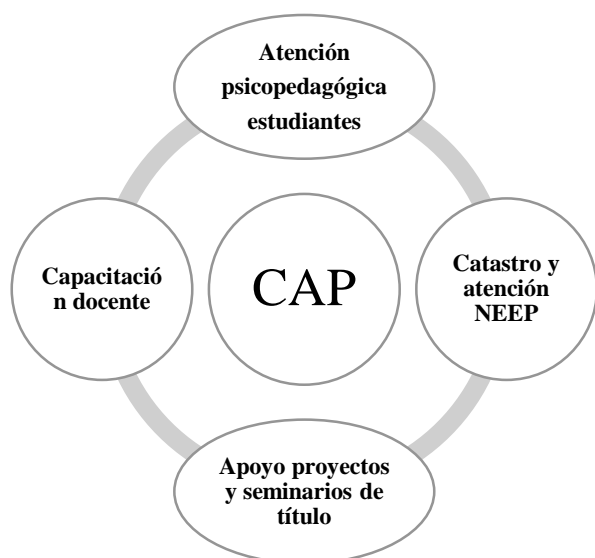 Atención
psicopedagógica
estudiantes
Capacitació
n docente
CAP
Catastro y
atención
NEEP
Apoyo proyectos
y seminarios de
título